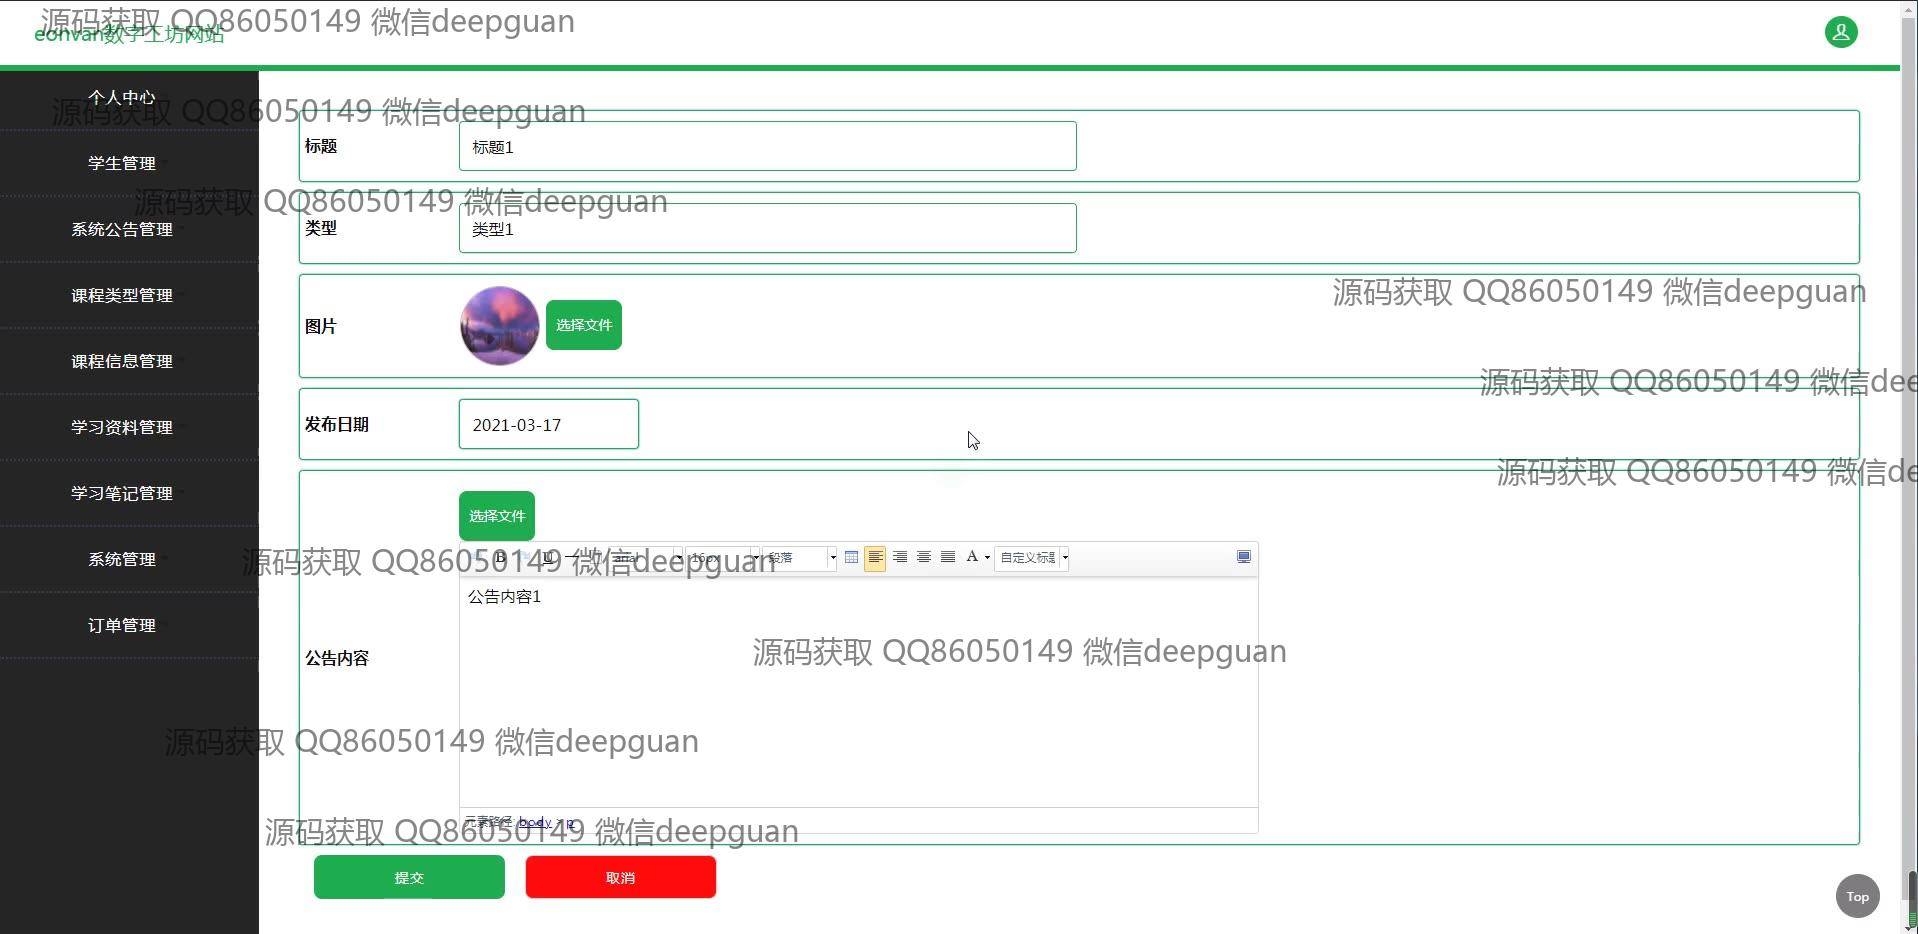 源码获取 QQ86050149 微信deepguan
eonvan数字工坊网站
个人中心
源码获取 QQ86050149 微信deepguan
标题
标题1
学生管理
源码获取 QQ86050149 微信deepguan
类型
类型1
系统公告管理
课程类型管理
源码获取 QQ86050149 微信deepguan
图片
选择文件
课程信息管理
源码获取 QQ86050149 微信dee
学习资料管理
发布日期
2021-03-17
源码获取 QQ86050149 微信de
学习笔记管理
选择文件
系统管理
源码获取 QQ86050149 微信deepguan
B U arial 16px 段落 A 自定义标题
公告内容1
订单管理
公告内容
源码获取 QQ86050149 微信deepguan
源码获取 QQ86050149 微信deepguan
元素路径: body > p
源码获取 QQ86050149 微信deepguan
提交
取消
Top